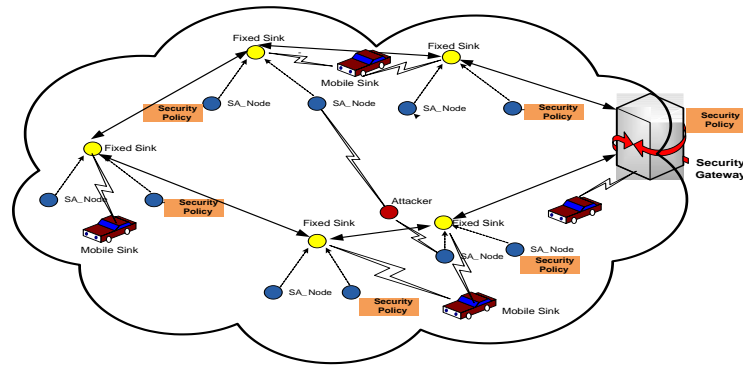 Fixed Sink
Fixed Sink
Mobile Sink
Security
Policy
SA_Node
SA_Node
SA_Node
Security
Policy
Security
Policy
Fixed Sink
Security
Gateway
SA_Node
Security
Policy
Attacker
Mobile Sink
Fixed Sink
Fixed Sink
SA_Node
SA_Node
Security
Policy
SA_Node
Security
Policy
Mobile Sink